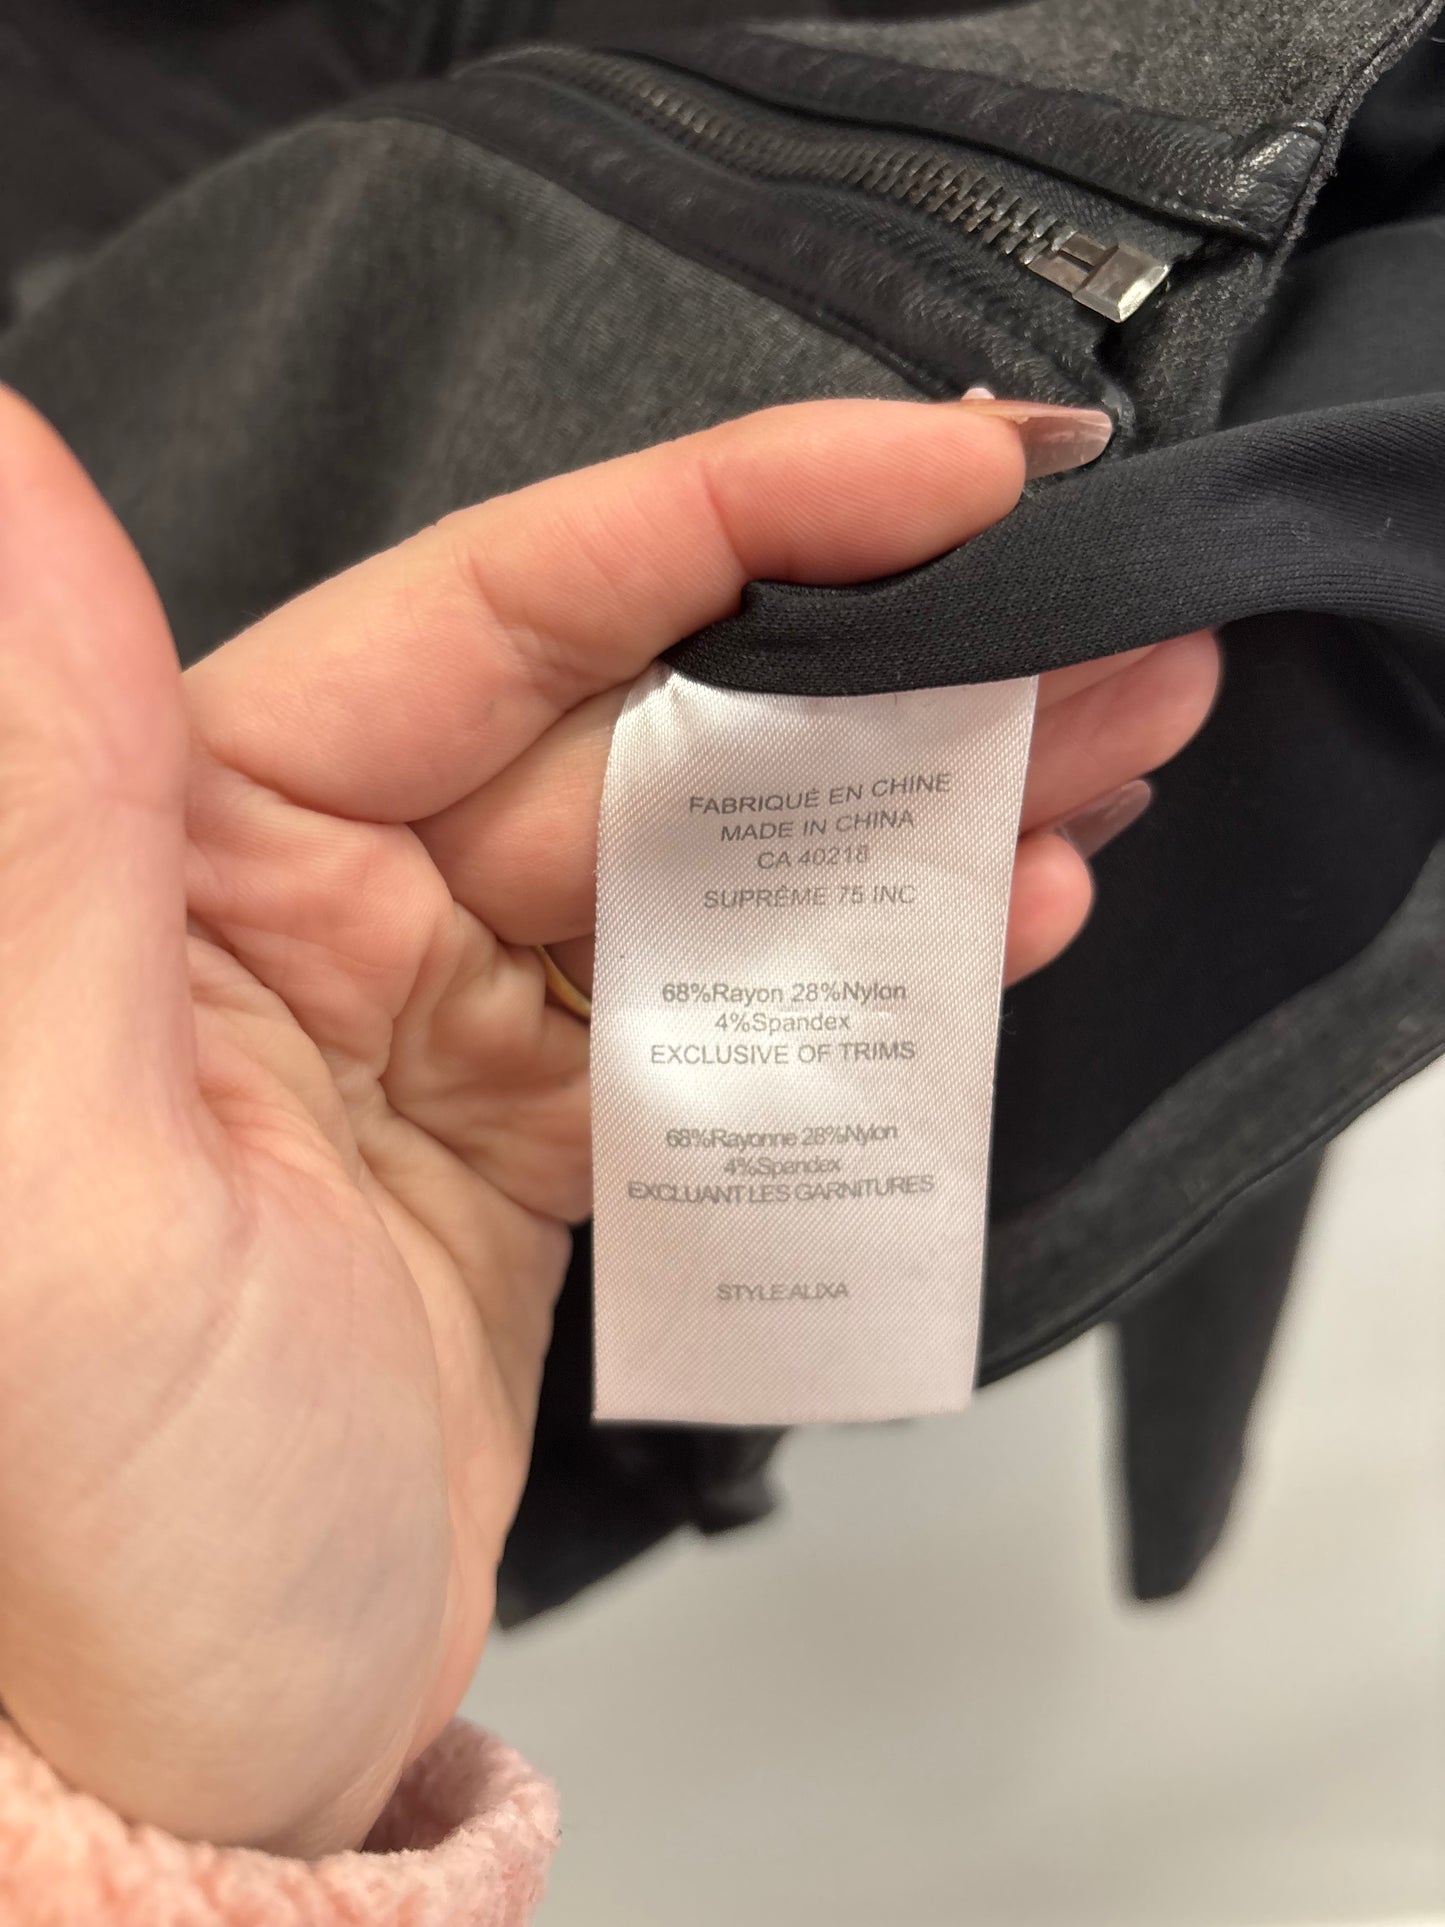 FABRIQUÉ EN CHINE
MADE IN CHINA
CA 40218
SUPRÊME 75 INC
68%Rayon 28%Nylon
4%Spandex
EXCLUSIVE OF TRIMS
68%Rayonne 28%Nylon
4%Spandex
EXCLUANT LES GARNITURES
STYLE:ALIXA